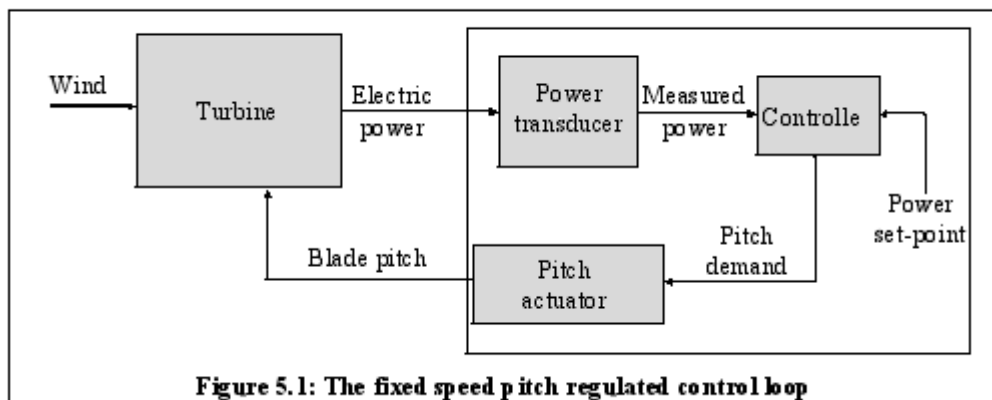 Wind
Turbine
Electric
power
Power
transducer
Measured
power
Controlle
Power
set-point
Pitch
demand
Pitch
actuator
Blade pitch
Figure 5.1: The fixed speed pitch regulated control loop